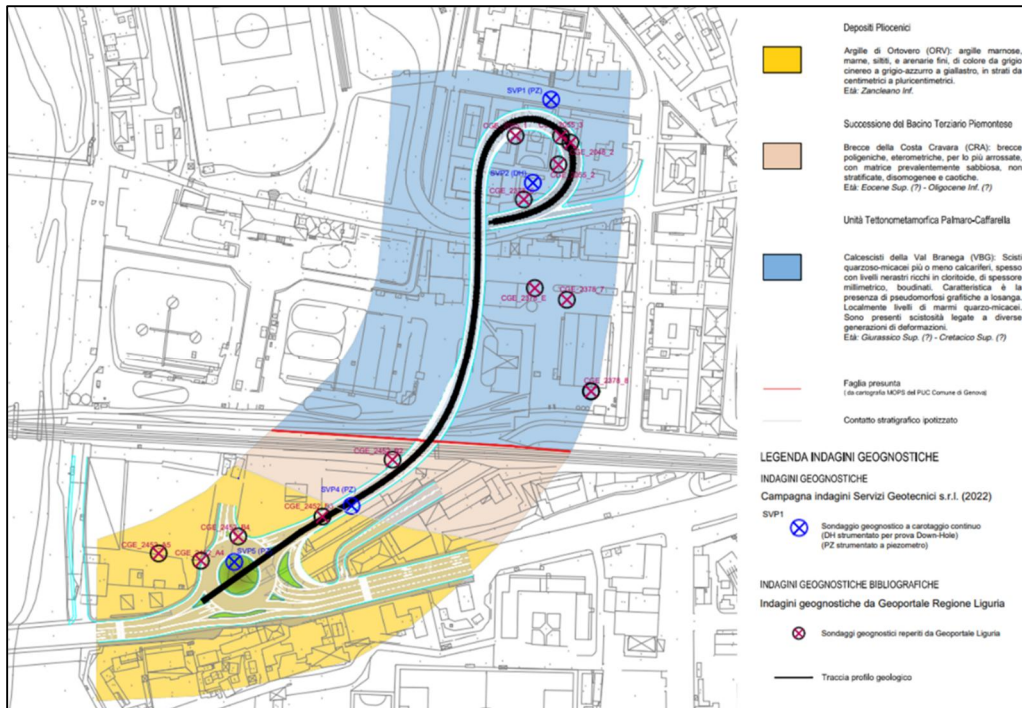 SVP1 (PZ)
CGE_2378_8
SVP2 (DH)
SVP4 (PZ)
Depositi Pliocenici
Argille di Ortovero (ORV): argille marnose,
marne, siltiti, e arenarie fini, di colore da grigio
cinereo a grigio-azzurro a giallastro, in strati da
centimetrici a pluricentimetrici.
Età: Zancleano Inf.
Successione del Bacino Terziario Piemontese
Brecce della Costa Cravara (CRA): brecce
poligeniche, eterometriche, per lo più arrossate,
con matrice prevalentemente sabbiosa, non
stratificate, disomogenee e caotiche.
Età: Eocene Sup. (?) - Oligocene Inf. (?)
Unità Tettonometamorfica Palmaro-Caffarella
Calcescisti della Val Branega (VBG): Scisti
quarzoso-micacei più o meno calcariferi, spesso
con livelli nerastri ricchi in cloritoide, di spessore
millimetrico, boudinati. Caratteristica è la
presenza di pseudomorfosi grafitiche a losanga.
Localmente livelli di marmi quarzo-micacei.
Sono presenti scistosità legate a diverse
generazioni di deformazioni.
Età: Giurassico Sup. (?) - Cretacico Sup. (?)
Faglia presunta
(da cartografia MOPS del PUC Comune di Genova)
Contatto stratigrafico ipotizzato
LEGENDA INDAGINI GEOGNOSTICHE
INDAGINI GEOGNOSTICHE
Campagna indagini Servizi Geotecnici s.r.l. (2022)
SVP1
Sondaggio geognostico a carotaggio continuo
(DH strumentato per prova Down-Hole)
(PZ strumentato a piezometro)
INDAGINI GEOGNOSTICHE BIBLIOGRAFICHE
Indagini geognostiche da Geoportale Regione Liguria
Sondaggi geognostici reperiti da Geoportale Liguria
Traccia profilo geologico